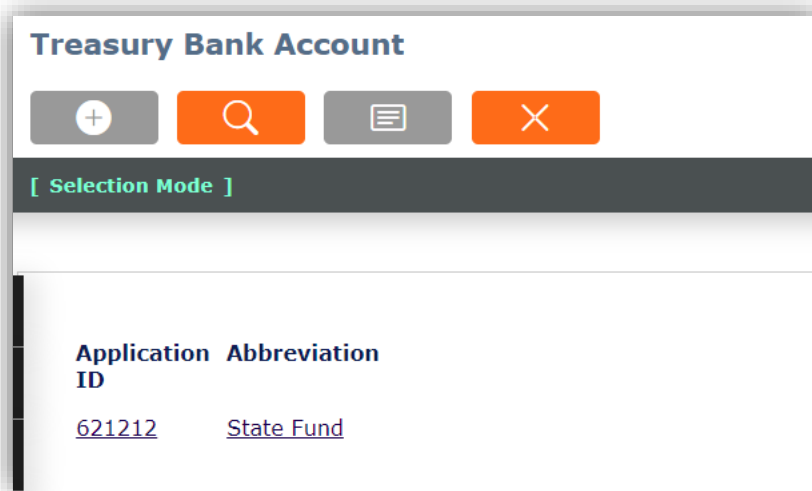 Treasury Bank Account
[ Selection Mode ]
Application Abbreviation
ID
621212 State Fund